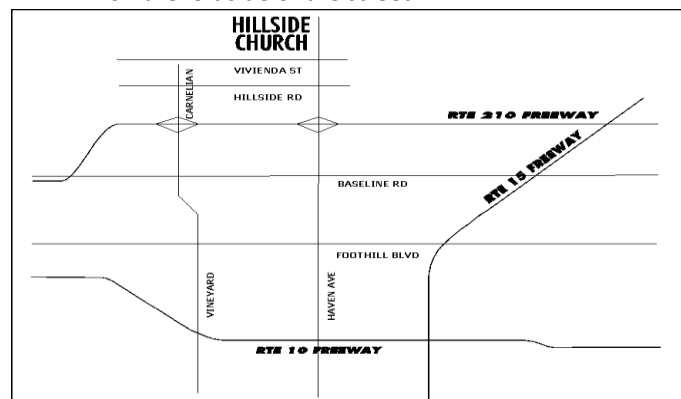 HILLSIDE
CHURCH
VIVIENDA ST
CARNELIAN
HILLSIDE RD
RTE 210 FREEWAY
RTE 15 FREEWAY
BASELINE RD
FOOTHILL BLVD
VINEYARD
HAVEN AVE
RTE 10 FREEWAY